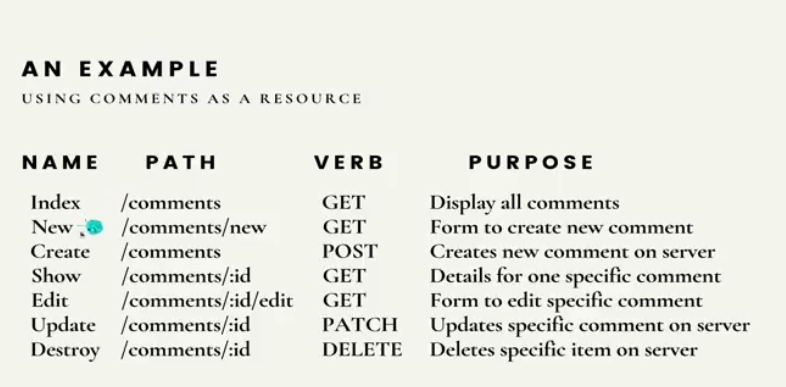 AN EXAMPLE
USING COMMENTS AS A RESOURCE
NAME PATH VERB PURPOSE
Index /comments GET Display all comments
New /comments/new GET Form to create new comment
Create /comments POST Creates new comment on server
Show /comments/:id GET Details for one specific comment
Edit /comments/:id/edit GET Form to edit specific comment
Update /comments/:id PATCH Updates specific comment on server
Destroy /comments/:id DELETE Deletes specific item on server